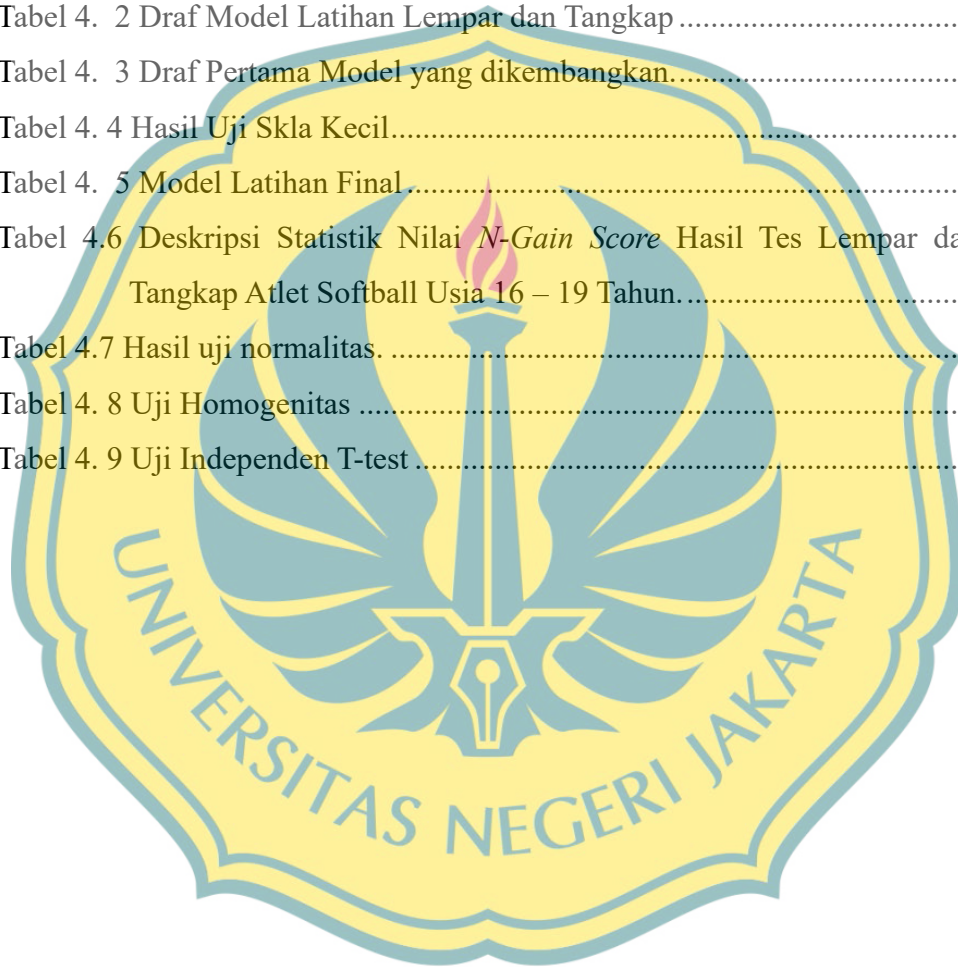 Tabel 4. 2 Draf Model Latihan Lempar dan Tangkap ..............................
Tabel 4. 3 Draf Pertama Model yang dikembangkan. ..............................
Tabel 4. 4 Hasil Uji Skla Kecil..............................
Tabel 4. 5 Model Latihan Final ..............................
Tabel 4.6 Deskripsi Statistik Nilai N-Gain Score Hasil Tes Lempar
Tangkap Atlet Softball Usia 16 – 19 Tahun. ..............................
Tabel 4.7 Hasil uji normalitas. ..............................
Tabel 4. 8 Uji Homogenitas ..............................
Tabel 4. 9 Uji Independen T-test ..............................
UNIVERSITAS NEGERI JAKARTA